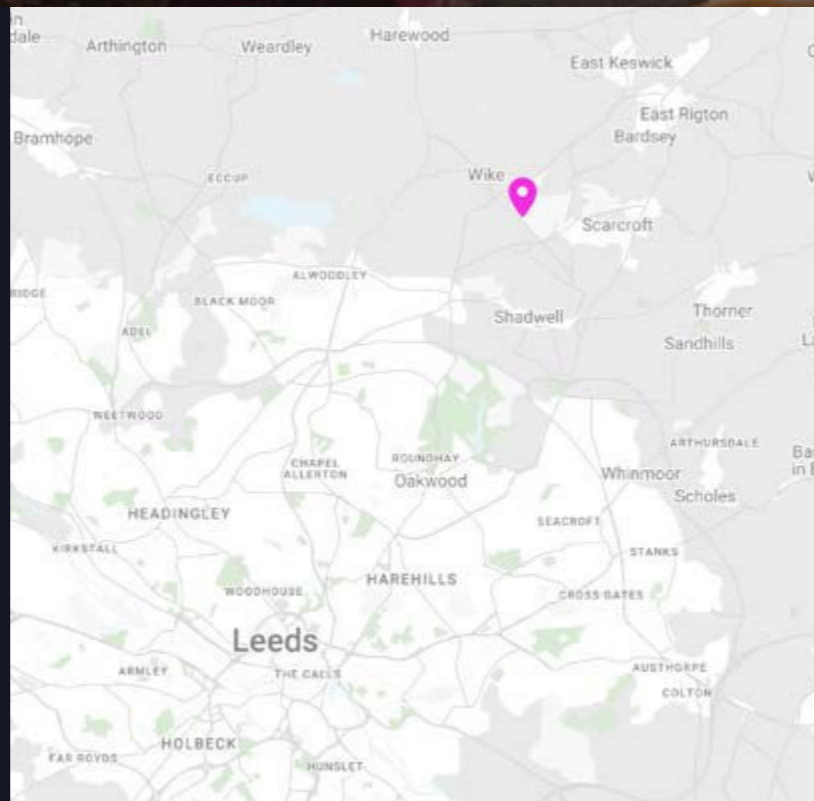 in
dale
Arthington
Weardley
Harewood
East Keswick
East Rigton
Bardsey
Bramhope
ECCUP
Wike
Scarcroft
ALWOODLEY
BLACK MOOR
ADEL
Shadwell
Thorner
Sandhills
WEETWOOD
CHAPEL
ALLERTON
ROUNDHAY
Oakwood
ARTHURSDALE
Whinmoor
Scholes
HEADINGLEY
SEACROFT
KIRKSTALL
STANKS
WOODHOUSE
HAREHILLS
CROSS GATES
Leeds
THE CALLS
ARMLEY
AUSTHORPE
COLTON
HOLBECK
FAR ROYDS
HUNSLET